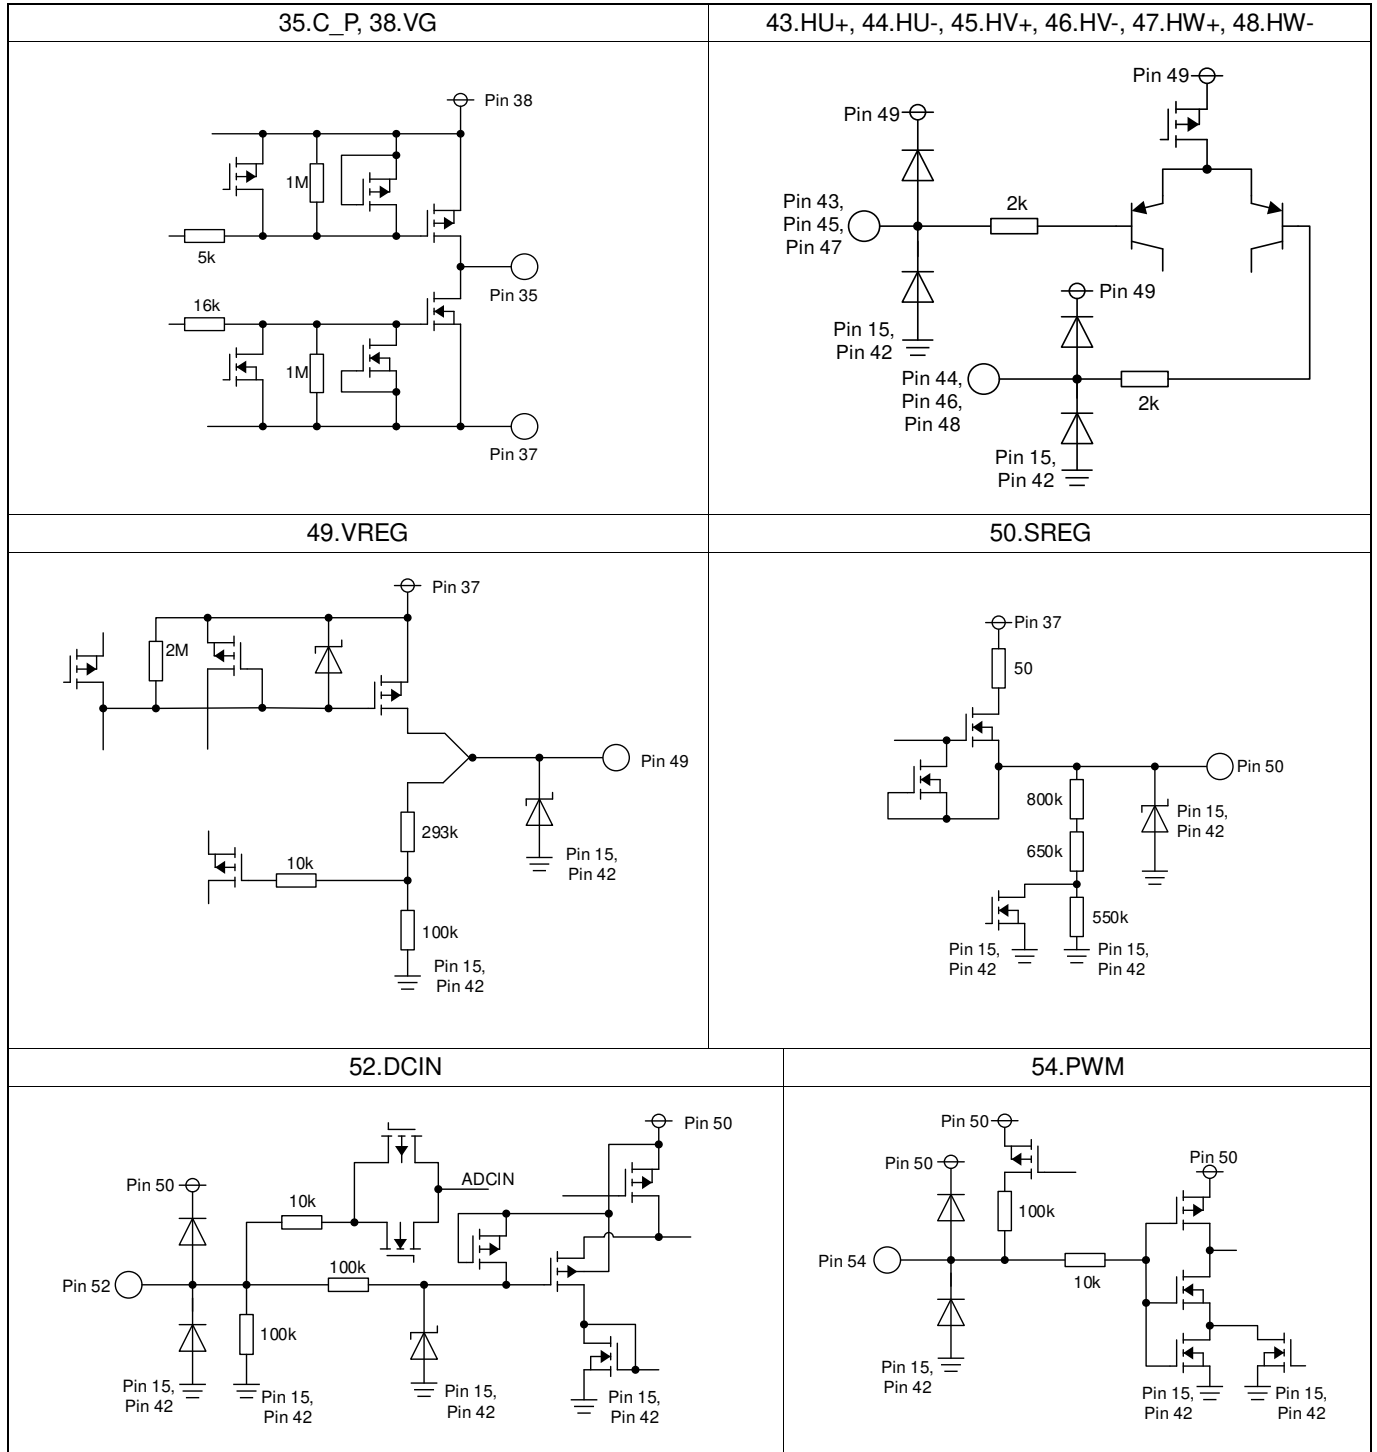 35.C_P, 38.VG
43.HU+, 44.HU-, 45.HV+, 46.HV-, 47.HW+, 48.HW-
Pin 38
1M
5k
Pin 35
16k
1M
Pin 37
Pin 49
Pin 49
Pin 43,
Pin 45,
Pin 47
2k
Pin 15,
Pin 42
Pin 49
Pin 44,
Pin 46,
Pin 48
2k
Pin 15,
Pin 42
49.VREG
50.SREG
Pin 37
2M
Pin 49
293k
Pin 15,
Pin 42
10k
100k
Pin 15,
Pin 42
Pin 37
50
Pin 50
800k
Pin 15,
Pin 42
650k
550k
Pin 15,
Pin 42
Pin 15,
Pin 42
52.DCIN
54.PWM
Pin 50
ADCIN
Pin 50
10k
Pin 52
100k
100k
Pin 15,
Pin 42
Pin 15,
Pin 42
Pin 15,
Pin 42
Pin 15,
Pin 42
Pin 50
Pin 50
Pin 50
100k
Pin 54
10k
Pin 15,
Pin 42
Pin 15,
Pin 42
Pin 15,
Pin 42